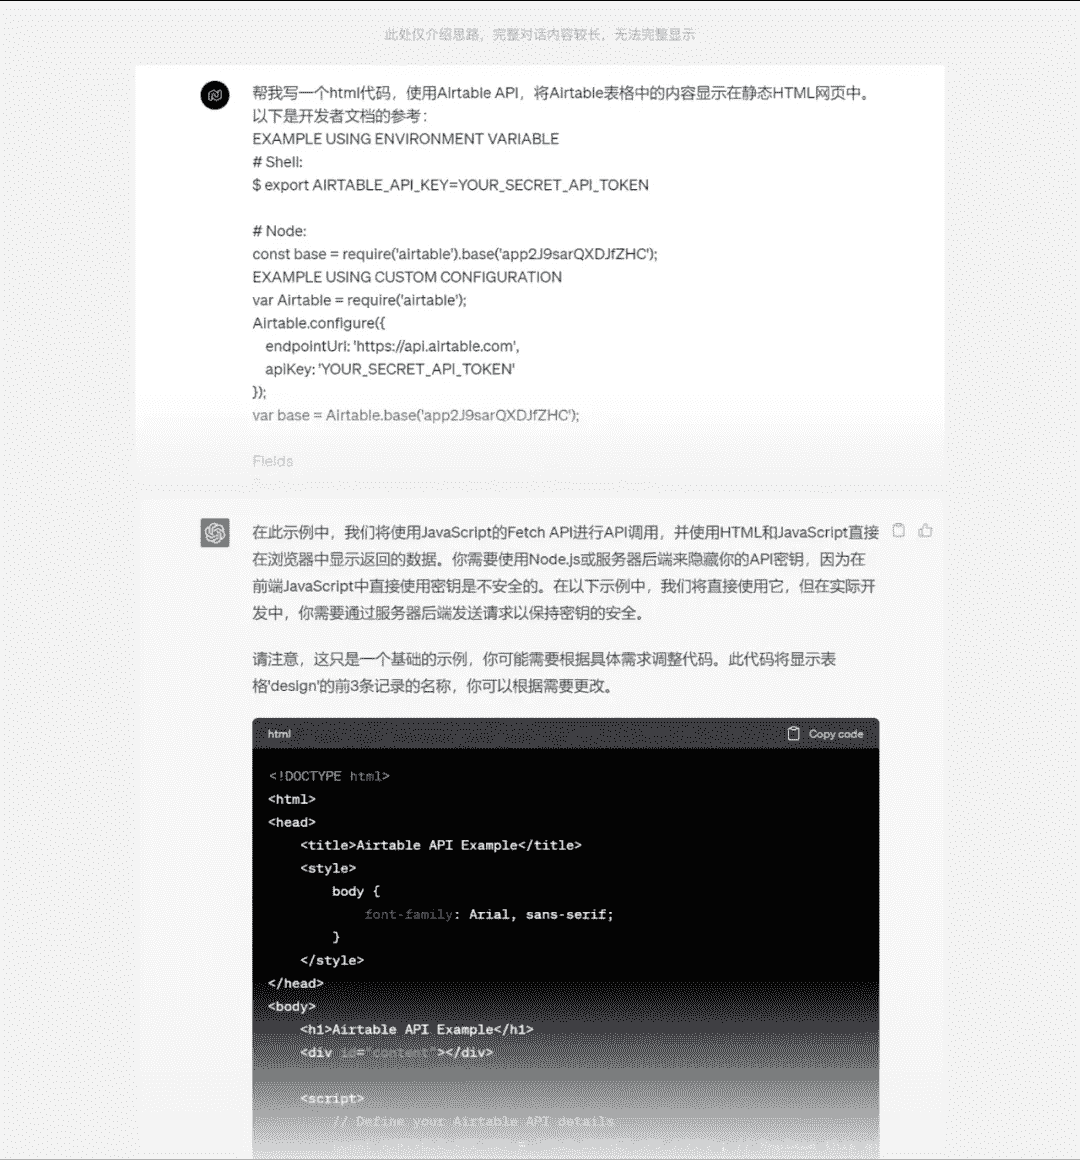 此处仅介绍思路，完整对话内容较长，无法完整显示
帮我写一个html代码，使用Airtable API，将Airtable表格中的内容显示在静态HTML网页中。
以下是开发者文档的参考：
EXAMPLE USING ENVIRONMENT VARIABLE
# Shell:
$ export AIRTABLE_API_KEY=YOUR_SECRET_API_TOKEN
# Node:
const base = require('airtable').base('app2J9sarQXDJfZHC');
EXAMPLE USING CUSTOM CONFIGURATION
var Airtable = require('airtable');
Airtable.configure({
endpointUrl: 'https://api.airtable.com',
apiKey: 'YOUR_SECRET_API_TOKEN'
});
var base = Airtable.base('app2J9sarQXDJfZHC');
Fields
在此示例中，我们将使用JavaScript的Fetch API进行API调用，并使用HTML和JavaScript直接
在浏览器中显示返回的数据。你需要使用Node.js或服务器后端来隐藏你的API密钥，因为在
前端JavaScript中直接使用密钥是不安全的。在以下示例中，我们将直接使用它，但在实际开
发中，你需要通过服务器后端发送请求以保持密钥的安全。
请注意，这只是一个基础的示例，你可能需要根据具体需求调整代码。此代码将显示表
格'design'的前3条记录的名称，你可以根据需要更改。
html Copy code
<!DOCTYPE html>
<html>
<head>
<title>Airtable API Example</title>
<style>
body {
font-family: Arial, sans-serif;
}
</style>
</head>
<body>
<h1>Airtable API Example</h1>
<div id="content"></div>
<script>
// Define your Airtable API details